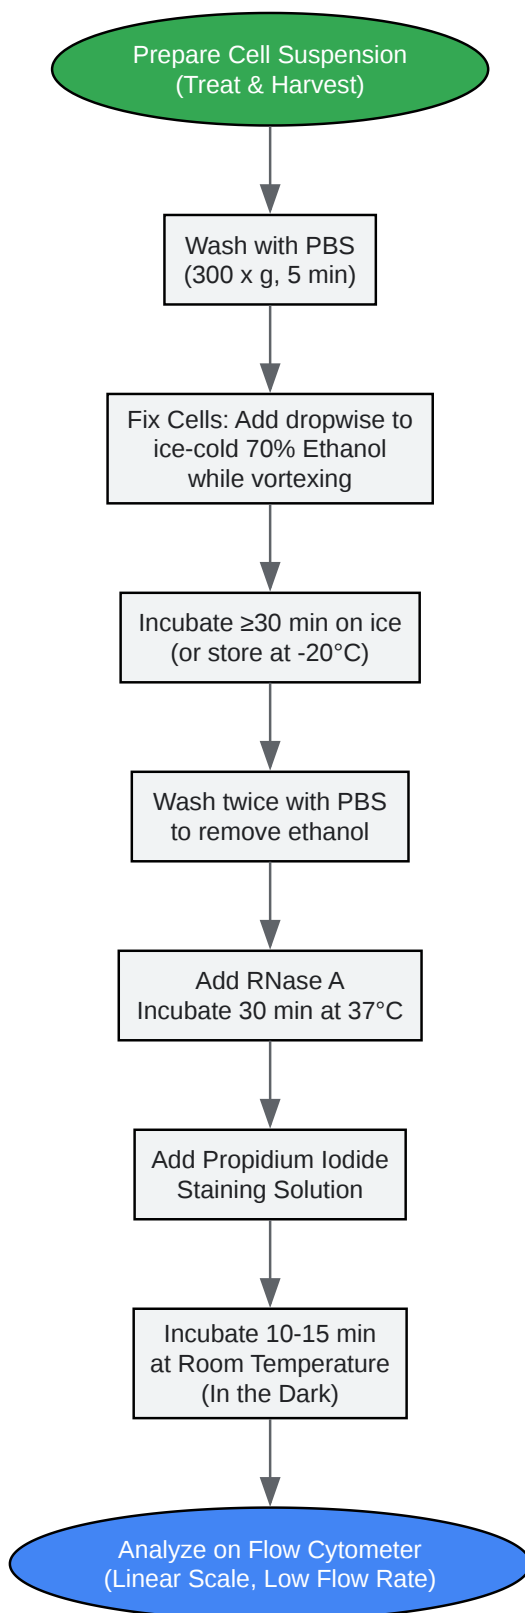 Prepare Cell Suspension
(Treat & Harvest)
Wash with PBS
(300 x g, 5 min)
Fix Cells: Add dropwise to
ice-cold 70% Ethanol
while vortexing
Incubate ≥30 min on ice
(or store at -20°C)
Wash twice with PBS
to remove ethanol
Add RNase A
Incubate 30 min at 37°C
Add Propidium Iodide
Staining Solution
Incubate 10-15 min
at Room Temperature
(In the Dark)
Analyze on Flow Cytometer
(Linear Scale, Low Flow Rate)